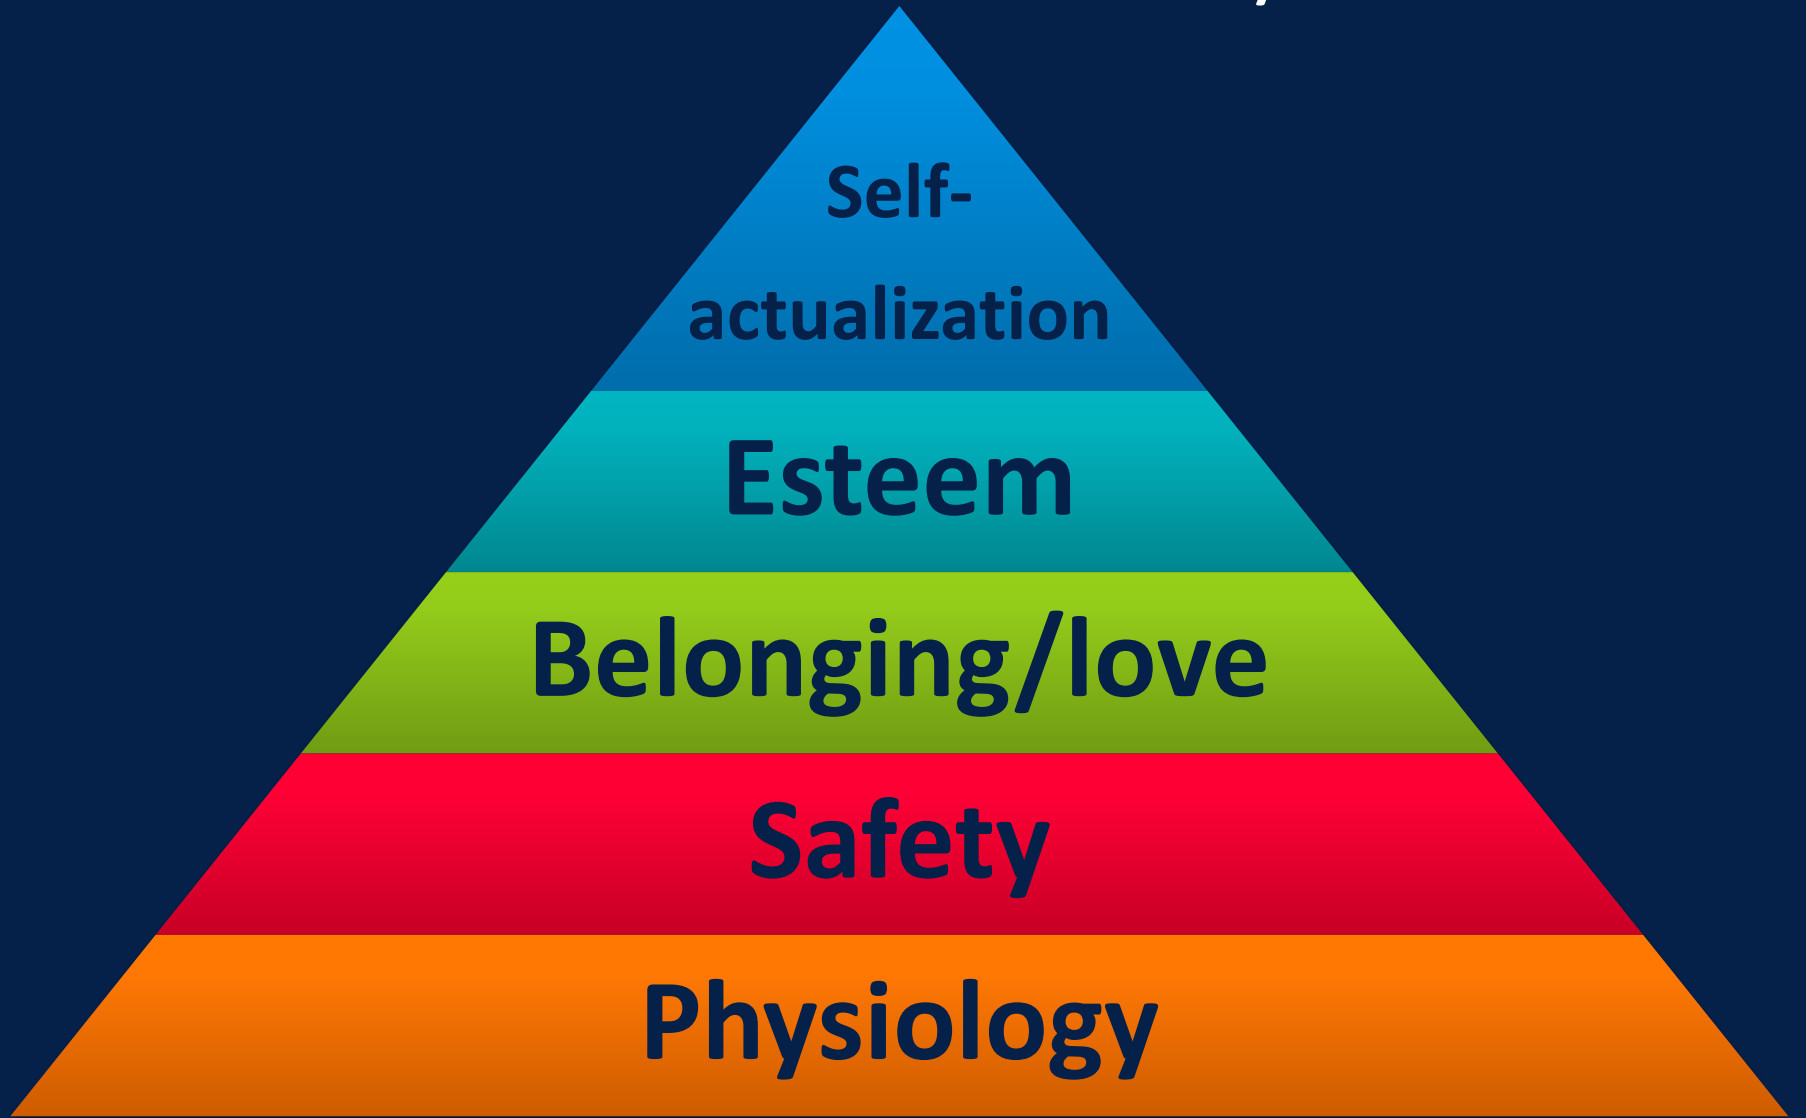 Self-
actualization
Esteem
Belonging/love
Safety
Physiology